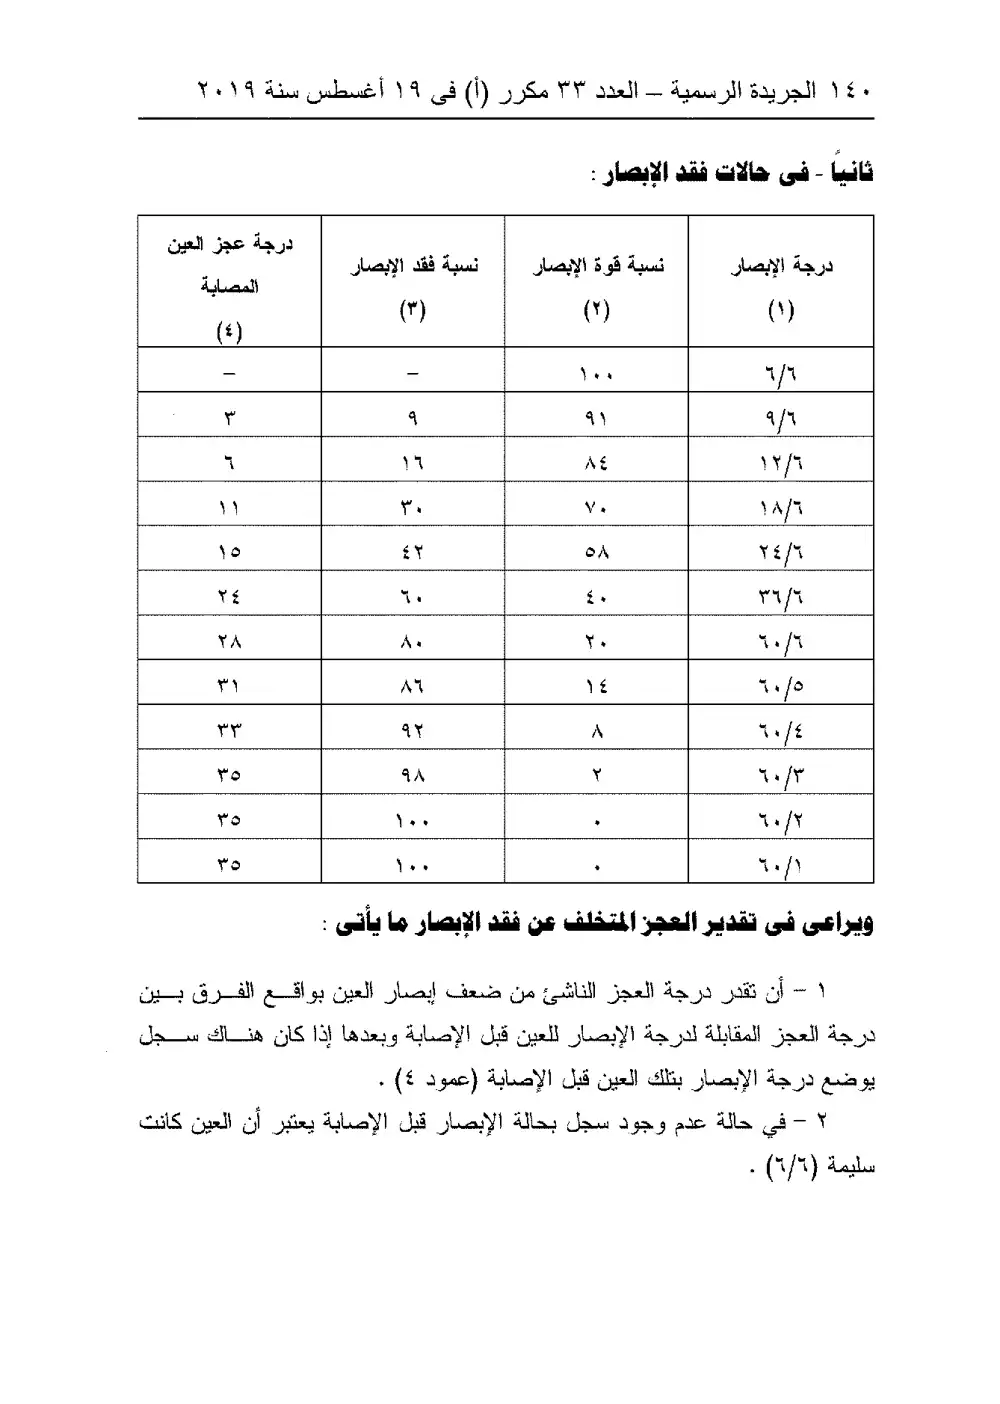 ١٤٠ الجريدة الرسمية – العدد ٣٣ مكرر (أ) فى ١٩ أغسطس سنة ٢٠١٩
ثانياً - فى حالات فقد الإبصار :
درجة الإبصار (١) نسبة قوة الإبصار (٢) نسبة فقد الإبصار (٣) درجة عجز العين المصابة (٤)
٦/٦ ١٠٠ – –
٩/٦ ٩١ ٩ ٣
١٢/٦ ٨٤ ١٦ ٦
١٨/٦ ٧٠ ٣٠ ١١
٢٤/٦ ٥٨ ٤٢ ١٥
٣٦/٦ ٤٠ ٦٠ ٢٤
٦٠/٦ ٢٠ ٨٠ ٢٨
٦٠/٥ ١٤ ٨٦ ٣١
٦٠/٤ ٨ ٩٢ ٣٣
٦٠/٣ ٢ ٩٨ ٣٥
٦٠/٢ ٠ ١٠٠ ٣٥
٦٠/١ ٠ ١٠٠ ٣٥
ويراعى فى تقدير العجز المتخلف عن فقد الإبصار ما يأتى :
١ – أن تقدر درجة العجز الناشئ من ضعف إبصار العين بواقع الفرق بين
درجة العجز المقابلة لدرجة الإبصار للعين قبل الإصابة وبعدها إذا كان هناك سجل
يوضع درجة الإبصار بتلك العين قبل الإصابة (عمود ٤) .
٢ – في حالة عدم وجود سجل بحالة الإبصار قبل الإصابة يعتبر أن العين كانت
سليمة (٦/٦) .